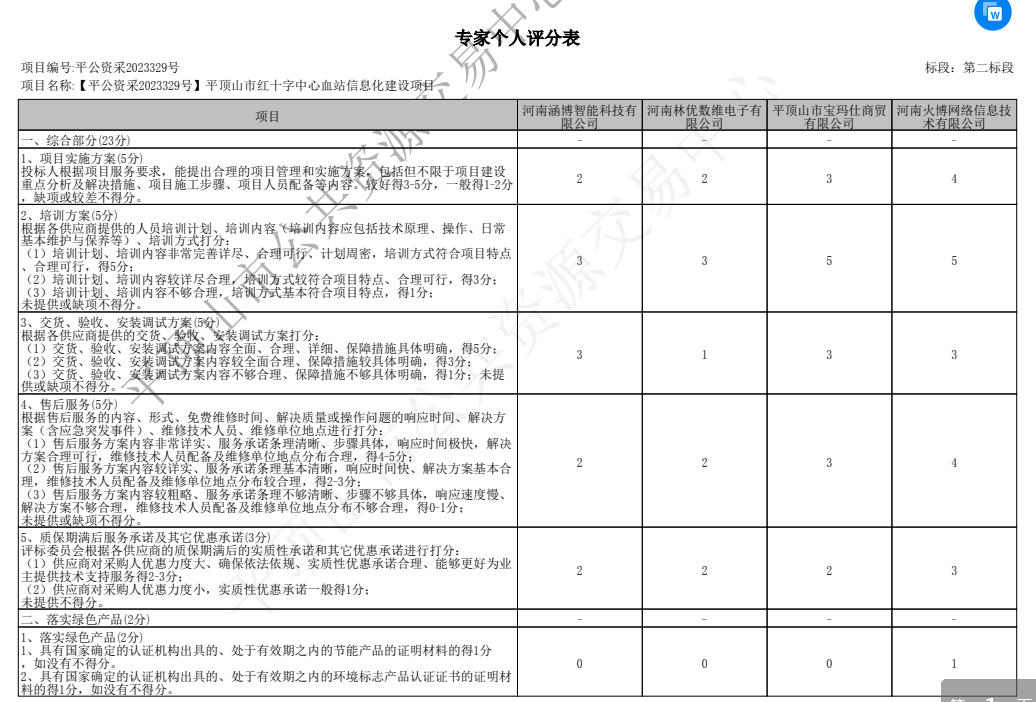 专家个人评分表
项目编号:平公资采2023329号
标段: 第二标段
项目名称:【平公资采2023329号】平顶山市红十字中心血站信息化建设项目
项目 河南涵博智能科技有限公司 河南林优数维电子有限公司 平顶山市宝玛仕商贸有限公司 河南火博网络信息技术有限公司
一、综合部分(23分) - - - -
1、项目实施方案(5分)
投标人根据项目服务要求,能提出合理的项目管理和实施方案,包括但不限于项目建设
重点分析及解决措施、项目施工步骤、项目人员配备等内容。较好得3-5分,一般得1-2分
,缺项或较差不得分。
2 2 3 4
2、培训方案(5分)
根据各供应商提供的人员培训计划、培训内容(培训内容应包括技术原理、操作、日常
基本维护与保养等)、培训方式打分:
(1)培训计划、培训内容非常完善详尽、合理可行、计划周密,培训方式符合项目特点
、合理可行,得5分;
(2)培训计划、培训内容较详尽合理,培训方式较符合项目特点、合理可行,得3分;
(3)培训计划、培训内容不够合理,培训方式基本符合项目特点,得1分;
未提供或缺项不得分。
3 3 5 5
3、交货、验收、安装调试方案(5分)
根据各供应商提供的交货、验收、安装调试方案打分:
(1)交货、验收、安装调试方案内容全面、合理、详细、保障措施具体明确,得5分;
(2)交货、验收、安装调试方案内容较全面合理、保障措施较具体明确,得3分;
(3)交货、验收、安装调试方案内容不够合理、保障措施不够具体明确,得1分;未提
供或缺项不得分。
3 1 3 3
4、售后服务(5分)
根据售后服务的内容、形式、免费维修时间、解决质量或操作问题的响应时间、解决方
案(含应急突发事件)、维修技术人员、维修单位地点进行打分:
(1)售后服务方案内容非常详实、服务承诺条理清晰、步骤具体,响应时间极快,解决
方案合理可行,维修技术人员配备及维修单位地点分布合理,得4-5分;
(2)售后服务方案内容较详实、服务承诺条理基本清晰,响应时间快、解决方案基本合
理,维修技术人员配备及维修单位地点分布较合理,得2-3分;
(3)售后服务方案内容较粗略、服务承诺条理不够清晰、步骤不够具体,响应速度慢、
解决方案不够合理,维修技术人员配备及维修单位地点分布不够合理,得0-1分;
未提供或缺项不得分。
2 2 3 4
5、质保期满后服务承诺及其它优惠承诺(3分)
评标委员会根据各供应商的质保期满后的实质性承诺和其它优惠承诺进行打分:
(1)供应商对采购人优惠力度大、确保依法依规、实质性优惠承诺合理、能够更好为业
主提供技术支持服务得2-3分;
(2)供应商对采购人优惠力度小,实质性优惠承诺一般得1分;
未提供不得分。
2 2 2 3
二、落实绿色产品(2分) - - - -
1、落实绿色产品(2分)
1、具有国家确定的认证机构出具的、处于有效期之内的节能产品的证明材料的得1分
,如没有不得分。
2、具有国家确定的认证机构出具的、处于有效期之内的环境标志产品认证证书的证明材
料的得1分,如没有不得分。
0 0 0 1
平顶山市公共资源交易中心
平顶山市公共资源交易中心